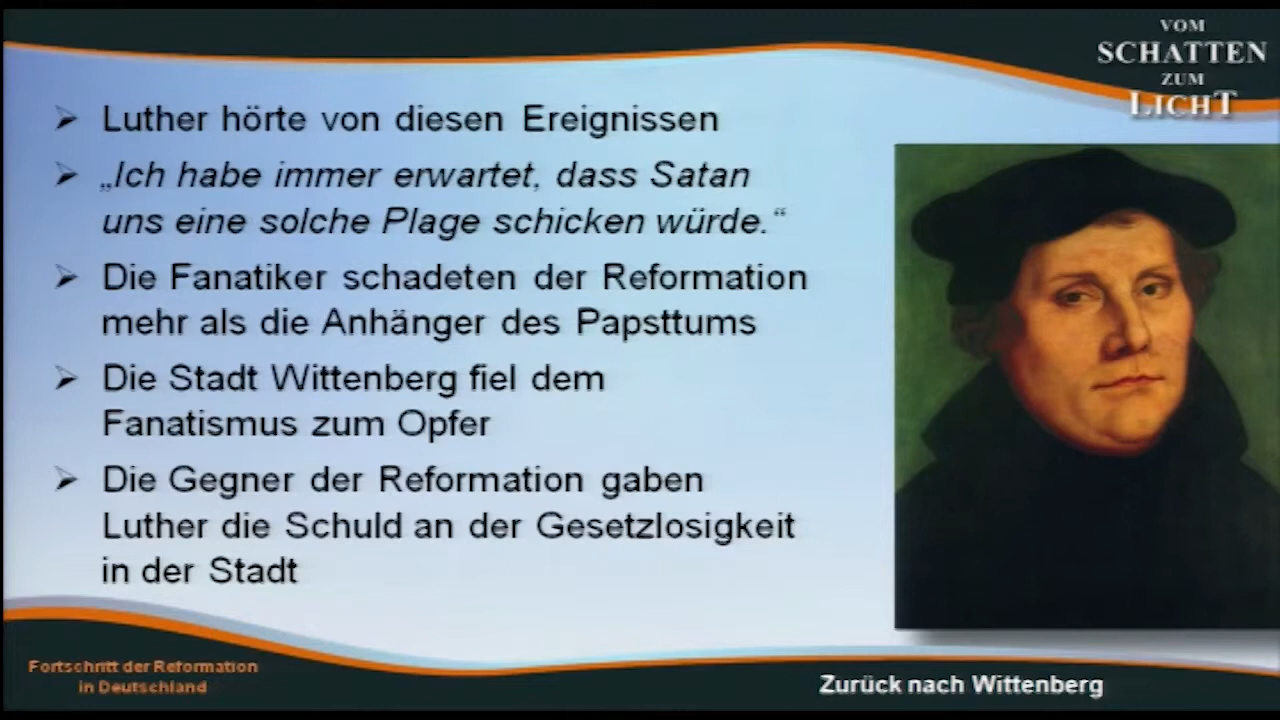 VOM
SCHATTEN
ZUM
LICHT
➢ Luther hörte von diesen Ereignissen
➢ „Ich habe immer erwartet, dass Satan
uns eine solche Plage schicken würde.“
➢ Die Fanatiker schadeten der Reformation
mehr als die Anhänger des Papsttums
➢ Die Stadt Wittenberg fiel dem
Fanatismus zum Opfer
➢ Die Gegner der Reformation gaben
Luther die Schuld an der Gesetzlosigkeit
in der Stadt
Fortschritt der Reformation
in Deutschland
Zurück nach Wittenberg